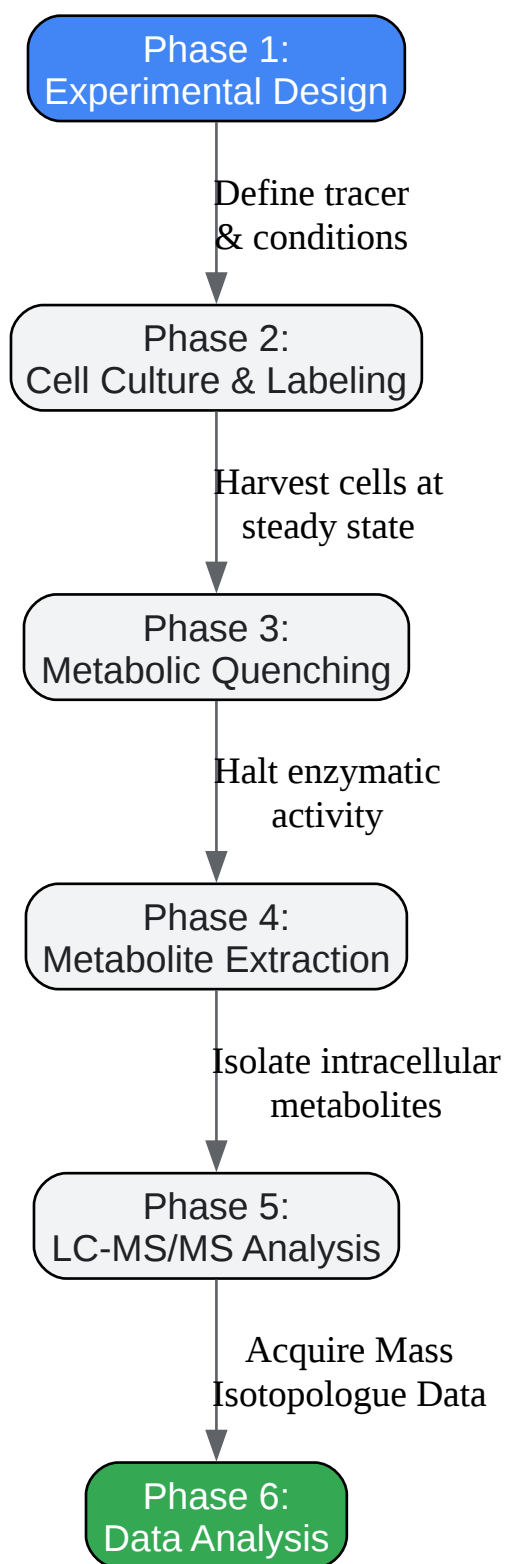 Phase 1:
Experimental Design
Define tracer
& conditions
Phase 2:
Cell Culture & Labeling
Harvest cells at
steady state
Phase 3:
Metabolic Quenching
Halt enzymatic
activity
Phase 4:
Metabolite Extraction
Isolate intracellular
metabolites
Phase 5:
LC-MS/MS Analysis
Acquire Mass
Isotopologue Data
Phase 6:
Data Analysis